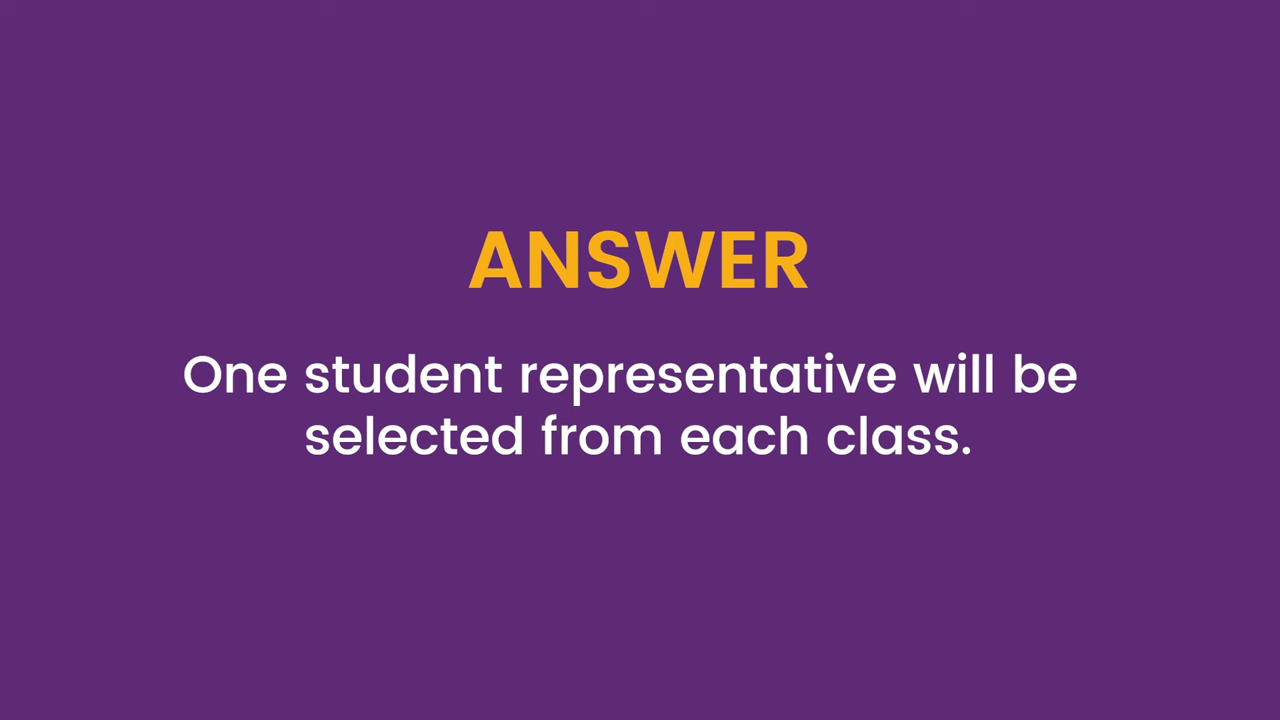 ANSWER
One student representative will be
selected from each class.